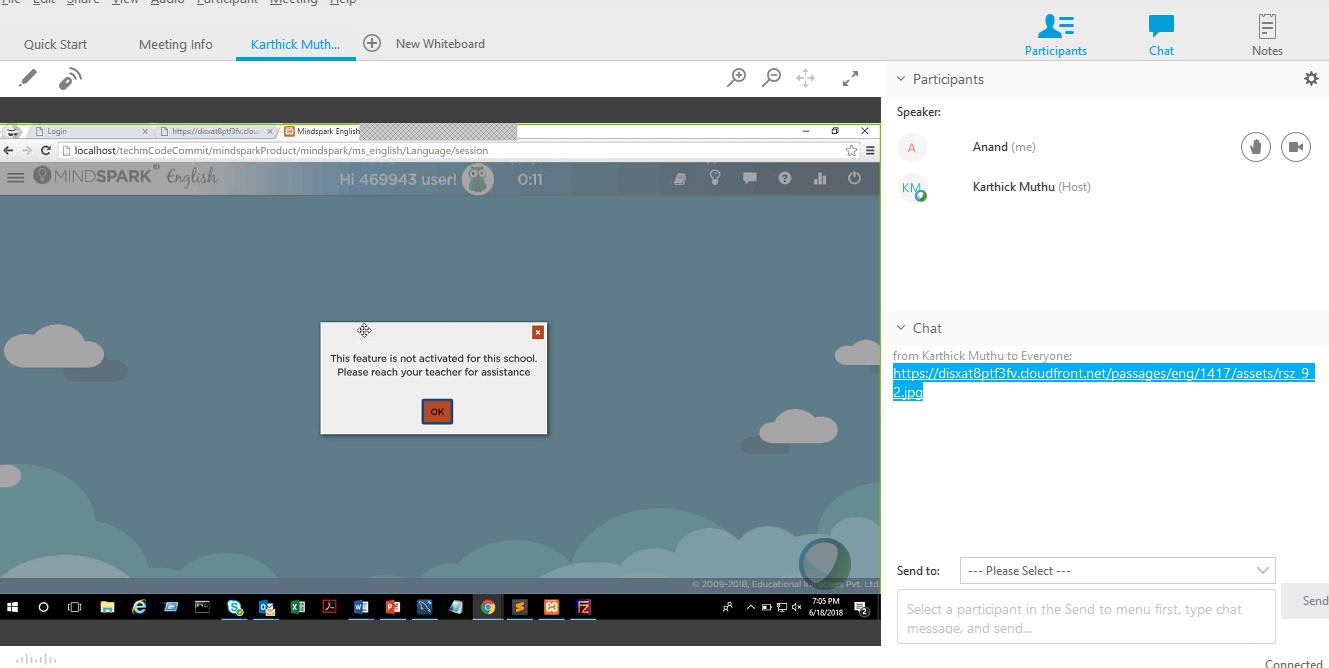 File Edit Share View Audio Participant Meeting Help
Quick Start
Meeting Info
Karthick Muth...
New Whiteboard
Participants
Chat
Notes
Login
https://disxat8ptf3fv.clou
Mindspark English
localhost/techmCodeCommit/mindsparkProduct/mindspark/ms_english/Language/session
MINDSPARK English
Hi 469943 user!
0:11
This feature is not activated for this school.
Please reach your teacher for assistance
OK
© 2009-2018, Educational Initiatives Pvt. Ltd.
7:05 PM
6/18/2018
2
Participants
Speaker:
A
Anand (me)
KM
Karthick Muthu (Host)
Chat
from Karthick Muthu to Everyone:
https://disxat8ptf3fv.cloudfront.net/passages/eng/1417/assets/rsz_9
2.jpg
Send to:
--- Please Select ---
Select a participant in the Send to menu first, type chat
message, and send...
Send
Connected